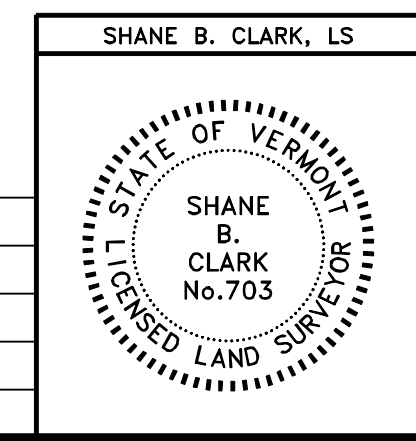 SHANE B. CLARK, LS
STATE OF VERMONT
SHANE
B.
CLARK
No.703
LICENSED LAND SURVEYOR